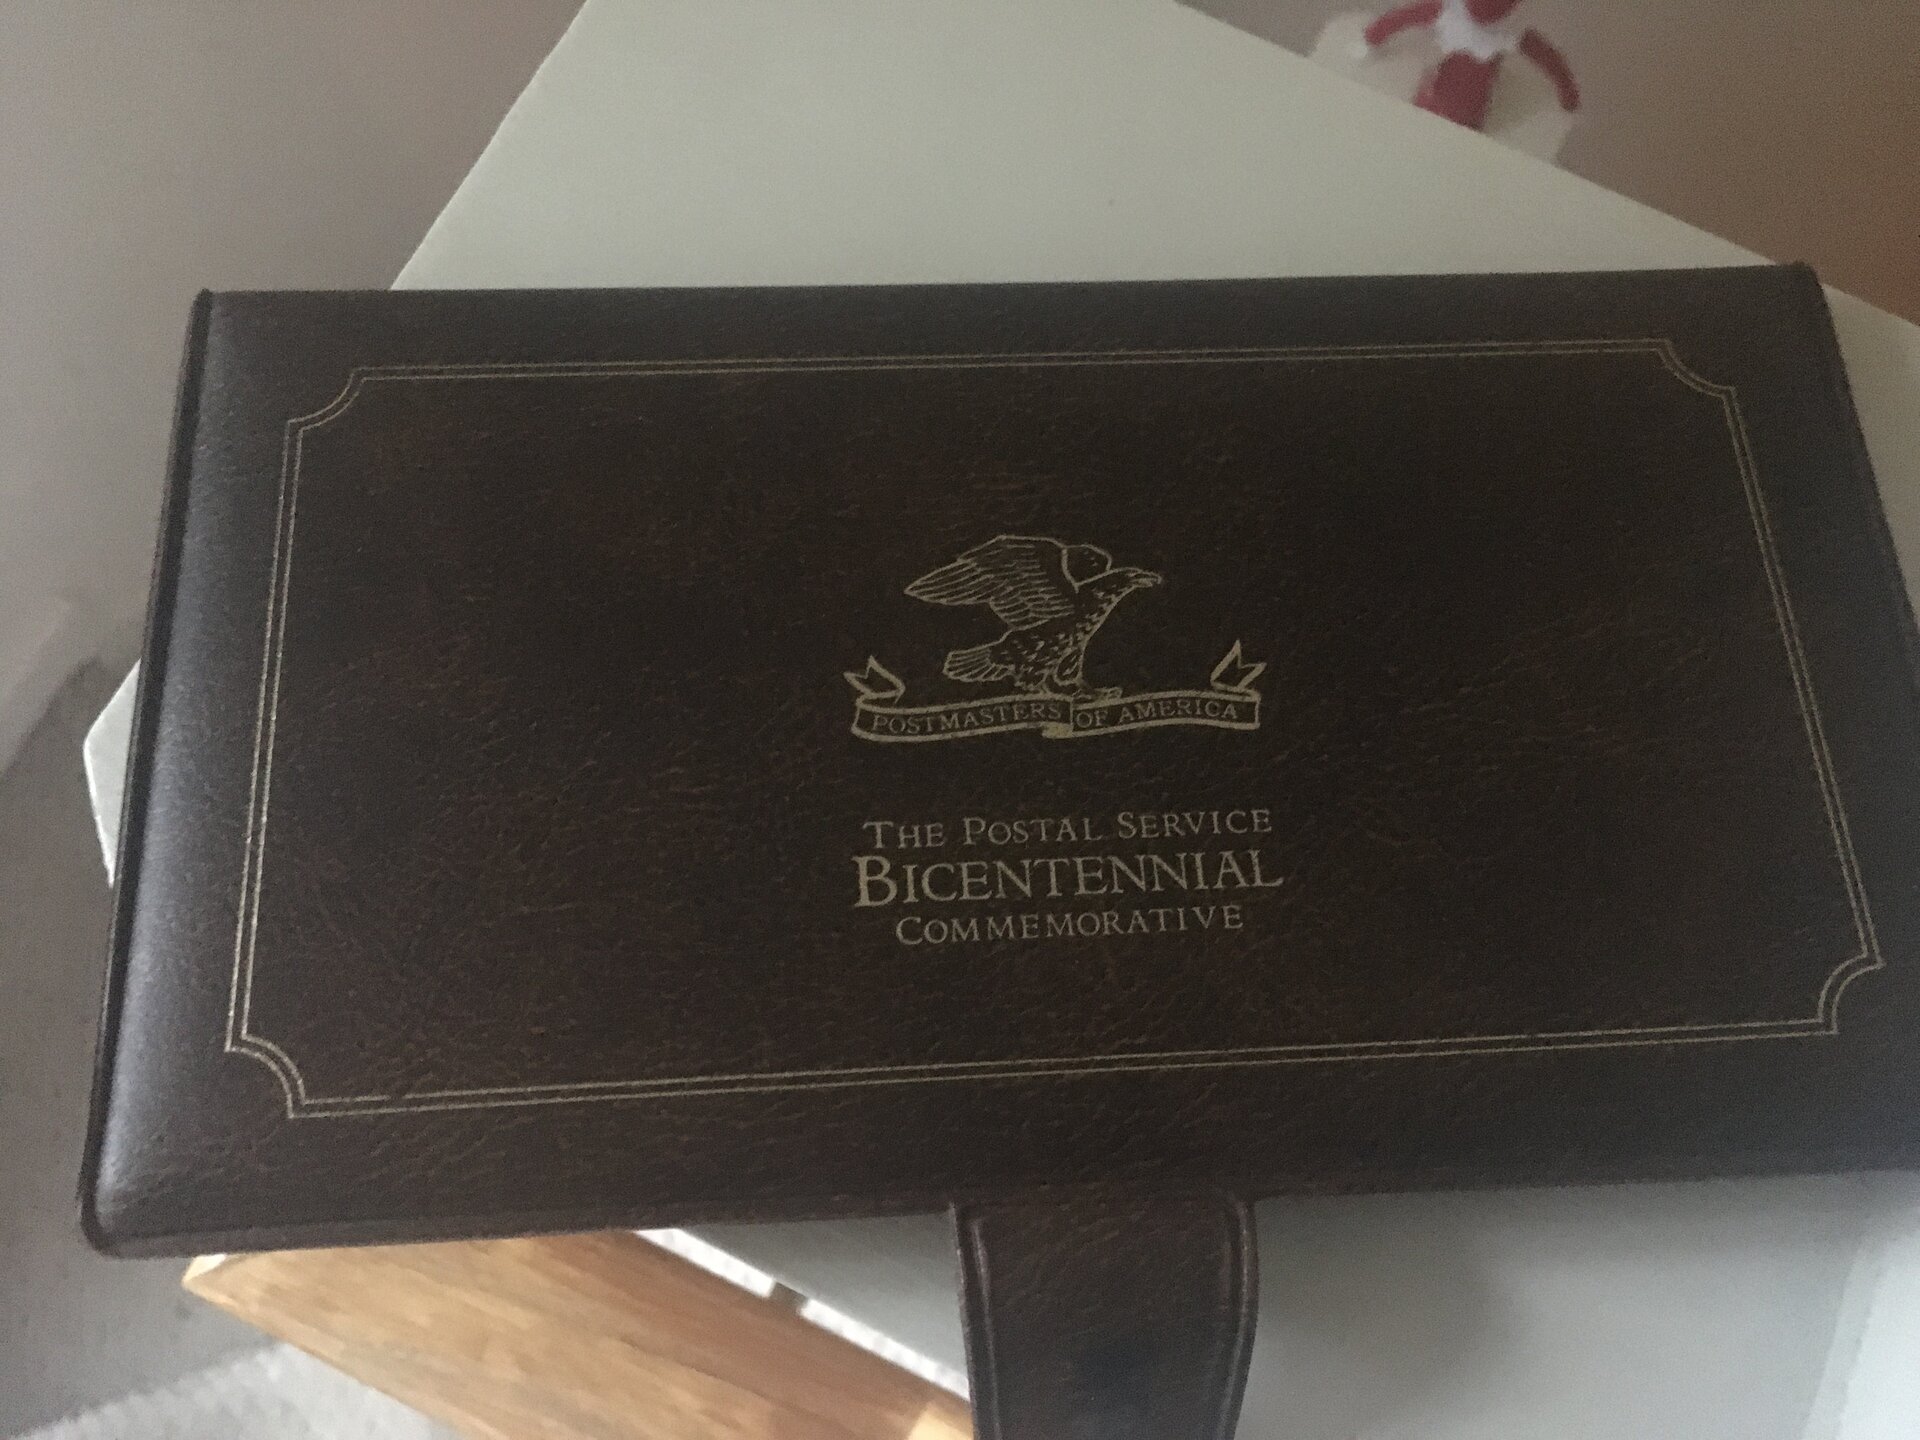 POSTMASTERS OF AMERICA
THE POSTAL SERVICE
BICENTENNIAL
COMMEMORATIVE